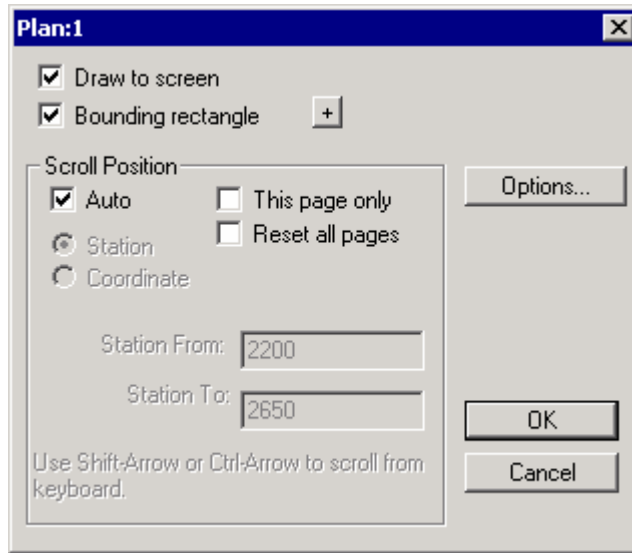 Plan:1
Draw to screen
Bounding rectangle +
Scroll Position
Auto
This page only
Reset all pages
Station
Coordinate
Station From: 2200
Station To: 2650
Use Shift-Arrow or Ctrl-Arrow to scroll from
keyboard.
Options...
OK
Cancel